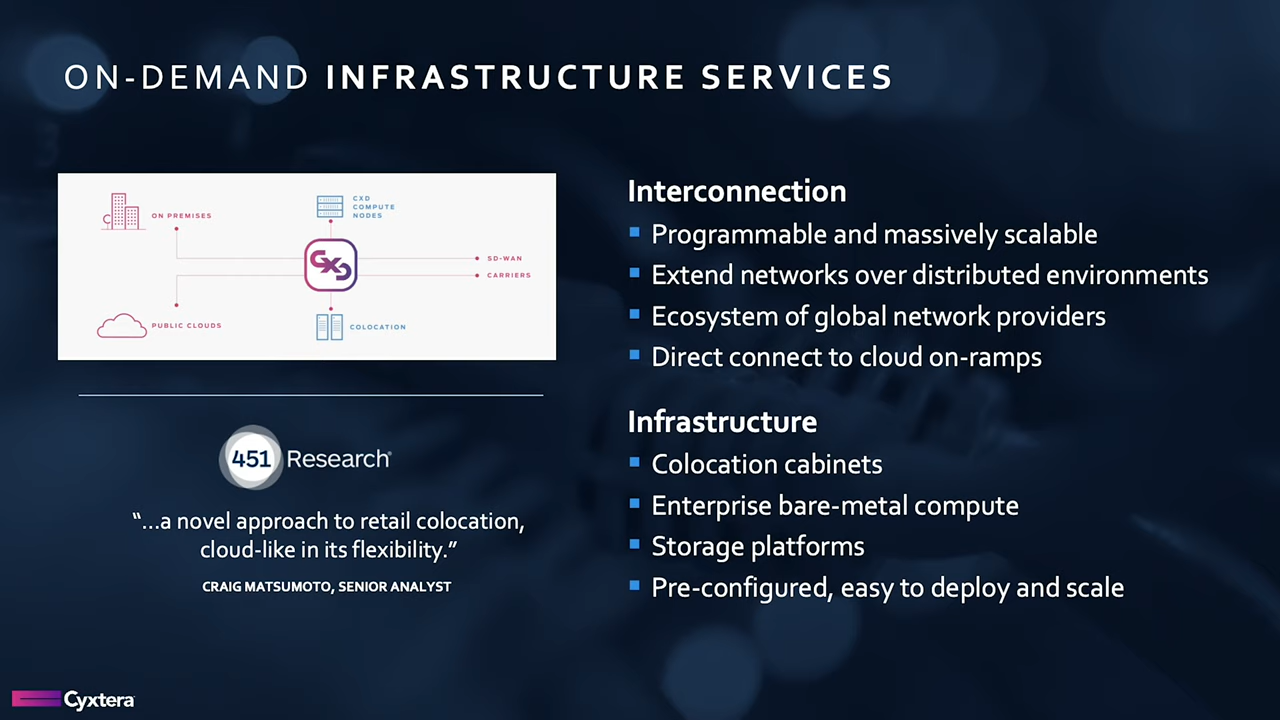 ON-DEMAND INFRASTRUCTURE SERVICES
ON PREMISES
CXD
COMPUTE
NODES
CXD
SD-WAN
CARRIERS
PUBLIC CLOUDS
COLOCATION
451 Research®
“...a novel approach to retail colocation,
cloud-like in its flexibility.”
CRAIG MATSUMOTO, SENIOR ANALYST
Interconnection
Programmable and massively scalable
Extend networks over distributed environments
Ecosystem of global network providers
Direct connect to cloud on-ramps
Infrastructure
Colocation cabinets
Enterprise bare-metal compute
Storage platforms
Pre-configured, easy to deploy and scale
Cyxtera